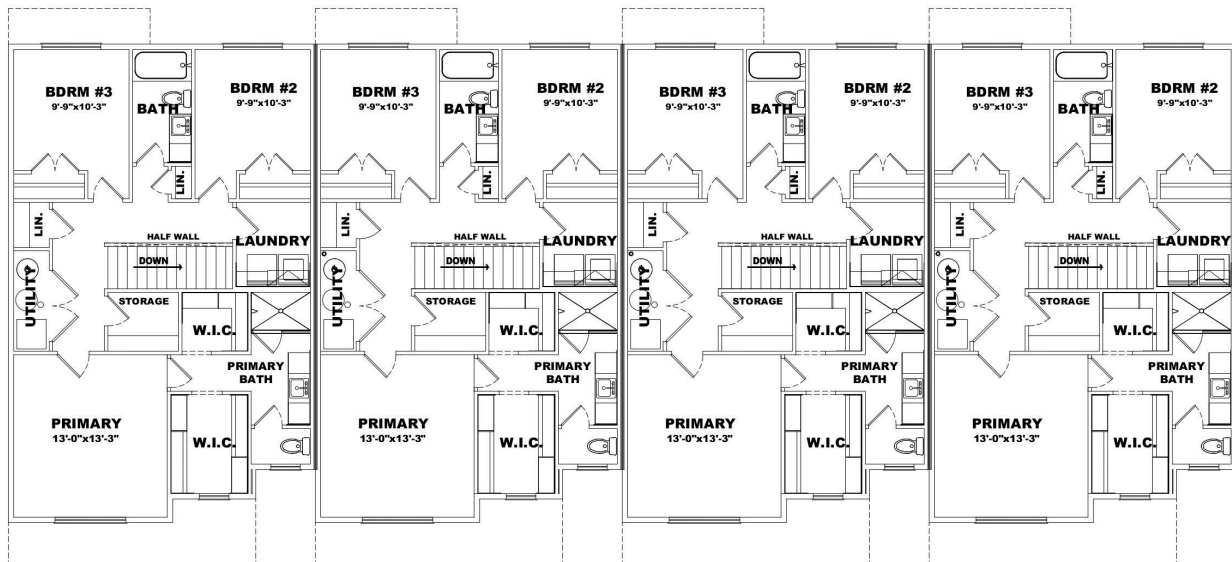 BDRM #3
9'-9"x10'-3"
BATH
BDRM #2
9'-9"x10'-3"
LIN.
LIN.
HALF WALL
LAUNDRY
DOWN
UTILITY
STORAGE
W.I.C.
PRIMARY
BATH
PRIMARY
13'-0"x13'-3"
W.I.C.
BDRM #3
9'-9"x10'-3"
BATH
BDRM #2
9'-9"x10'-3"
LIN.
LIN.
HALF WALL
LAUNDRY
DOWN
UTILITY
STORAGE
W.I.C.
PRIMARY
BATH
PRIMARY
13'-0"x13'-3"
W.I.C.
BDRM #3
9'-9"x10'-3"
BATH
BDRM #2
9'-9"x10'-3"
LIN.
LIN.
HALF WALL
LAUNDRY
DOWN
UTILITY
STORAGE
W.I.C.
PRIMARY
BATH
PRIMARY
13'-0"x13'-3"
W.I.C.
BDRM #3
9'-9"x10'-3"
BATH
BDRM #2
9'-9"x10'-3"
LIN.
LIN.
HALF WALL
LAUNDRY
DOWN
UTILITY
STORAGE
W.I.C.
PRIMARY
BATH
PRIMARY
13'-0"x13'-3"
W.I.C.